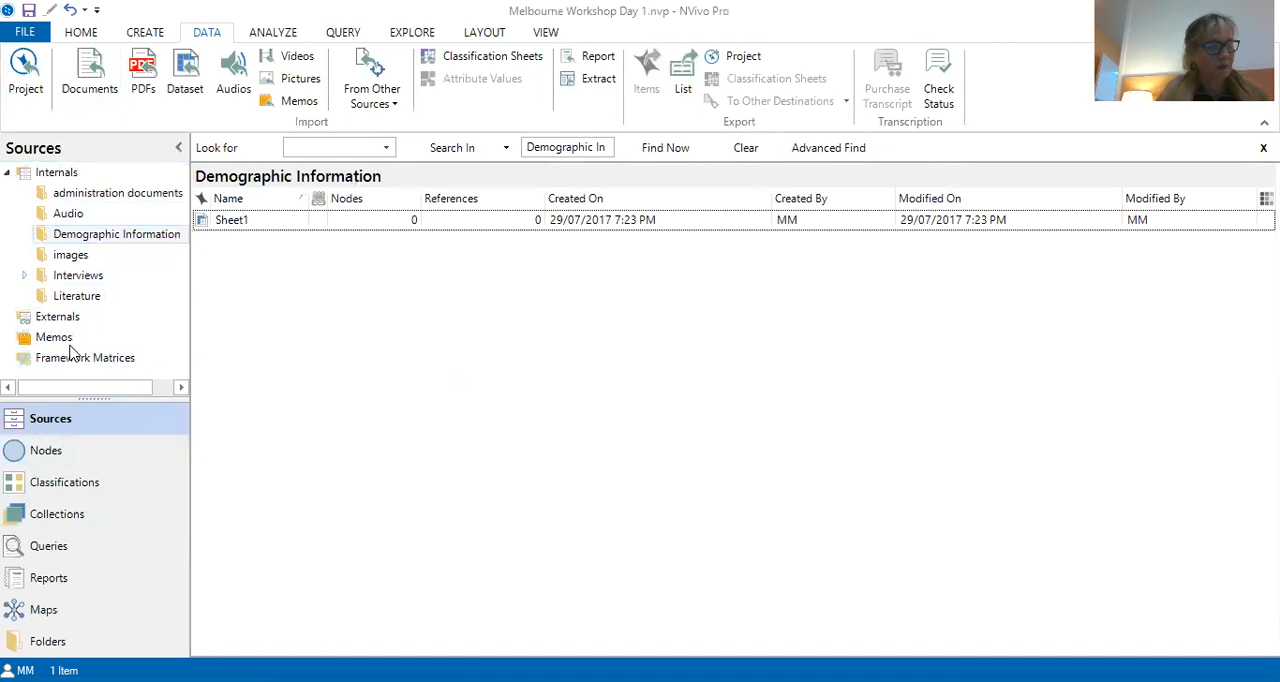 Melbourne Workshop Day 1.nvp - NVivo Pro
FILE HOME CREATE DATA ANALYZE QUERY EXPLORE LAYOUT VIEW
Project
Documents
PDFs
Dataset
Audios
Videos
Pictures
Memos
From Other
Sources
Import
Classification Sheets
Attribute Values
Report
Extract
Items
List
Project
Classification Sheets
To Other Destinations
Export
Purchase
Transcript
Check
Status
Transcription
Sources
Look for Search In Demographic In Find Now Clear Advanced Find x
Internals
administration documents
Audio
Demographic Information
images
Interviews
Literature
Externals
Memos
Framework Matrices
Demographic Information
Name Nodes References Created On Created By Modified On Modified By
Sheet1 0 0 29/07/2017 7:23 PM MM 29/07/2017 7:23 PM MM
Sources
Nodes
Classifications
Collections
Queries
Reports
Maps
Folders
MM 1 Item